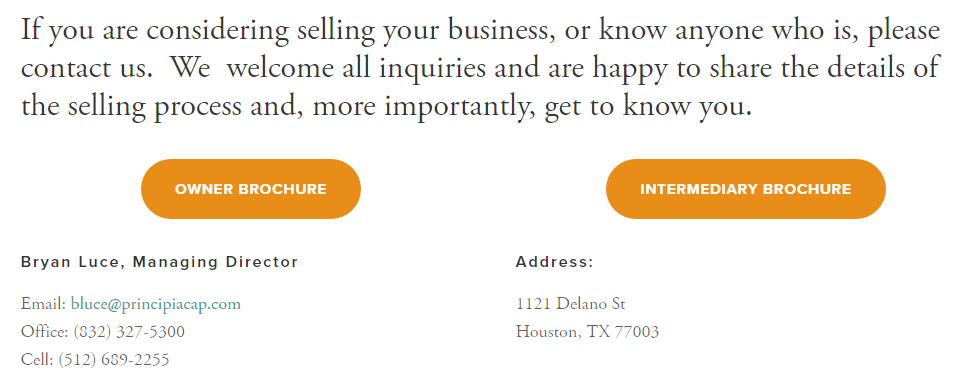 If you are considering selling your business, or know anyone who is, please
contact us.  We  welcome all inquiries and are happy to share the details of
the selling process and, more importantly, get to know you.
OWNER BROCHURE
INTERMEDIARY BROCHURE
Bryan Luce, Managing Director
Email: bluce@principiacap.com
Office: (832) 327-5300
Cell: (512) 689-2255
Address:
1121 Delano St
Houston, TX 77003